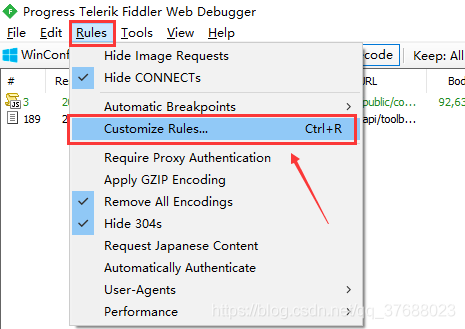 Progress Telerik Fiddler Web Debugger
File Edit Rules Tools View Help
WinConf code Keep: All
# Re URL Bod
3 20 public/co... 92,63
189 2 api/toolb...
Hide Image Requests
Hide CONNECTs
Automatic Breakpoints
Customize Rules... Ctrl+R
Require Proxy Authentication
Apply GZIP Encoding
Remove All Encodings
Hide 304s
Request Japanese Content
Automatically Authenticate
User-Agents
Performance
https://blog.csdn.net/qq_37688023